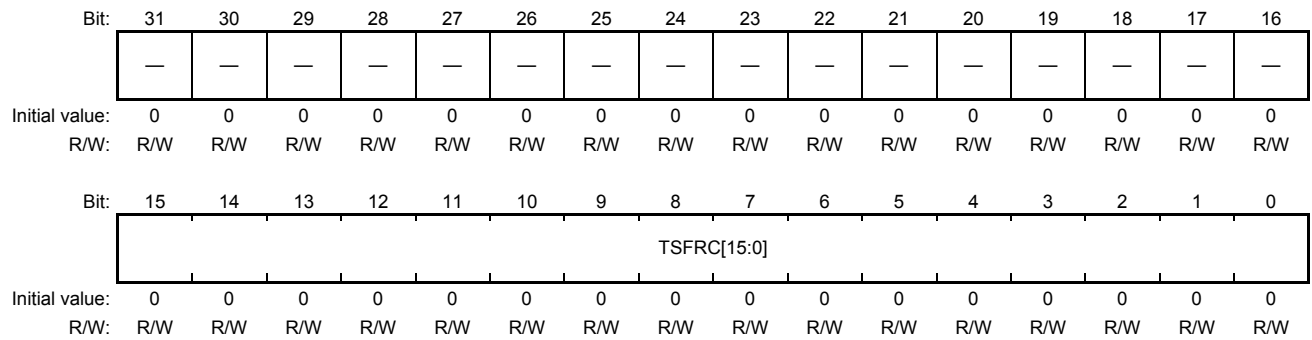 Bit: 31 30 29 28 27 26 25 24 23 22 21 20 19 18 17 16
— — — — — — — — — — — — — — — —
Initial value: 0 0 0 0 0 0 0 0 0 0 0 0 0 0 0 0
R/W: R/W R/W R/W R/W R/W R/W R/W R/W R/W R/W R/W R/W R/W R/W R/W R/W
Bit: 15 14 13 12 11 10 9 8 7 6 5 4 3 2 1 0
TSFRC[15:0]
Initial value: 0 0 0 0 0 0 0 0 0 0 0 0 0 0 0 0
R/W: R/W R/W R/W R/W R/W R/W R/W R/W R/W R/W R/W R/W R/W R/W R/W R/W